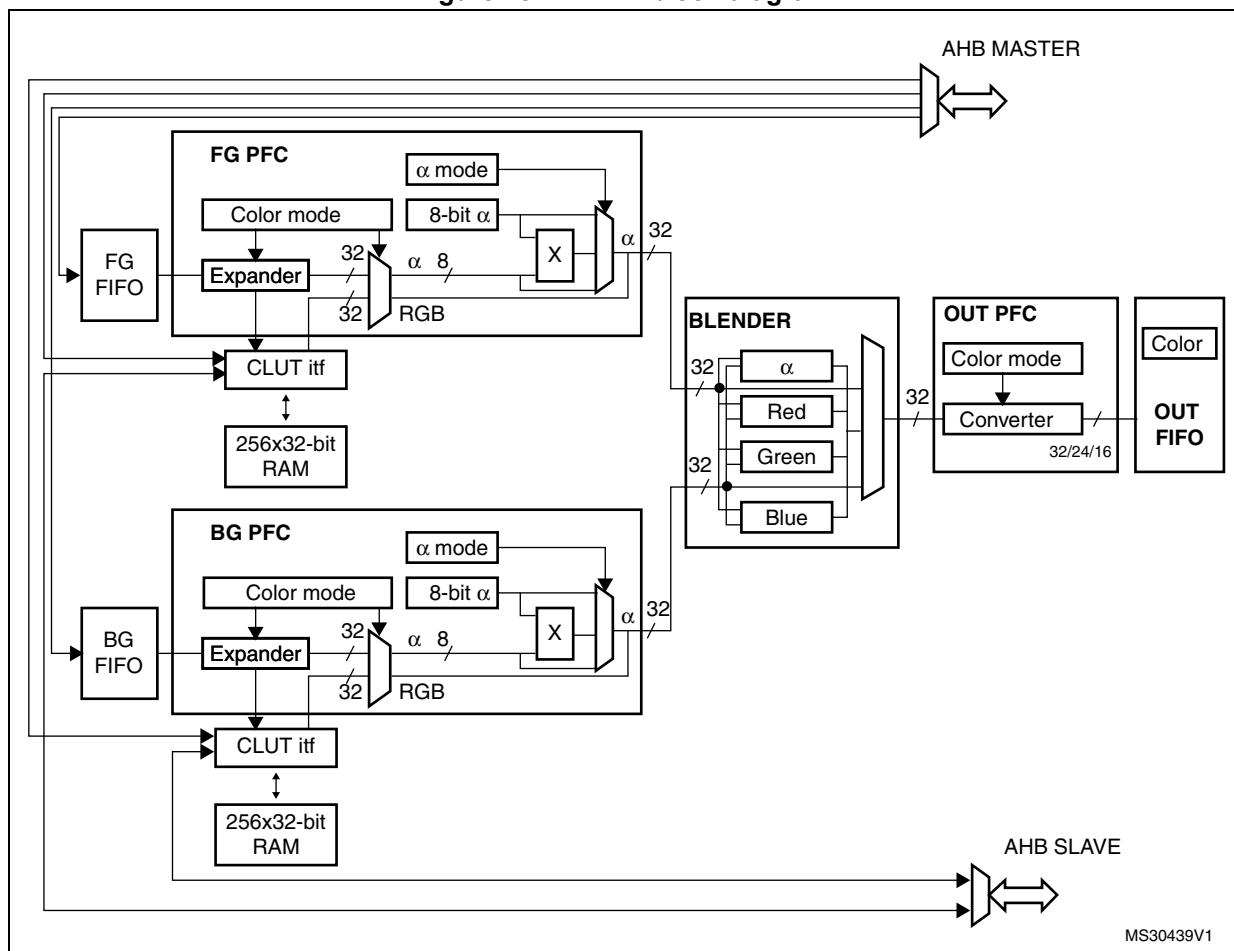 AHB MASTER
FG PFC
α mode
Color mode
8-bit α
32
FG
FIFO
Expander
32
α 8
X
α
32
RGB
CLUT itf
256x32-bit
RAM
BLENDER
32
α
Red
Green
32
Blue
32
OUT PFC
Color mode
Converter
32/24/16
Color
OUT
FIFO
BG PFC
α mode
Color mode
8-bit α
32
BG
FIFO
Expander
32
α 8
X
α
32
RGB
CLUT itf
256x32-bit
RAM
AHB SLAVE
MS30439V1